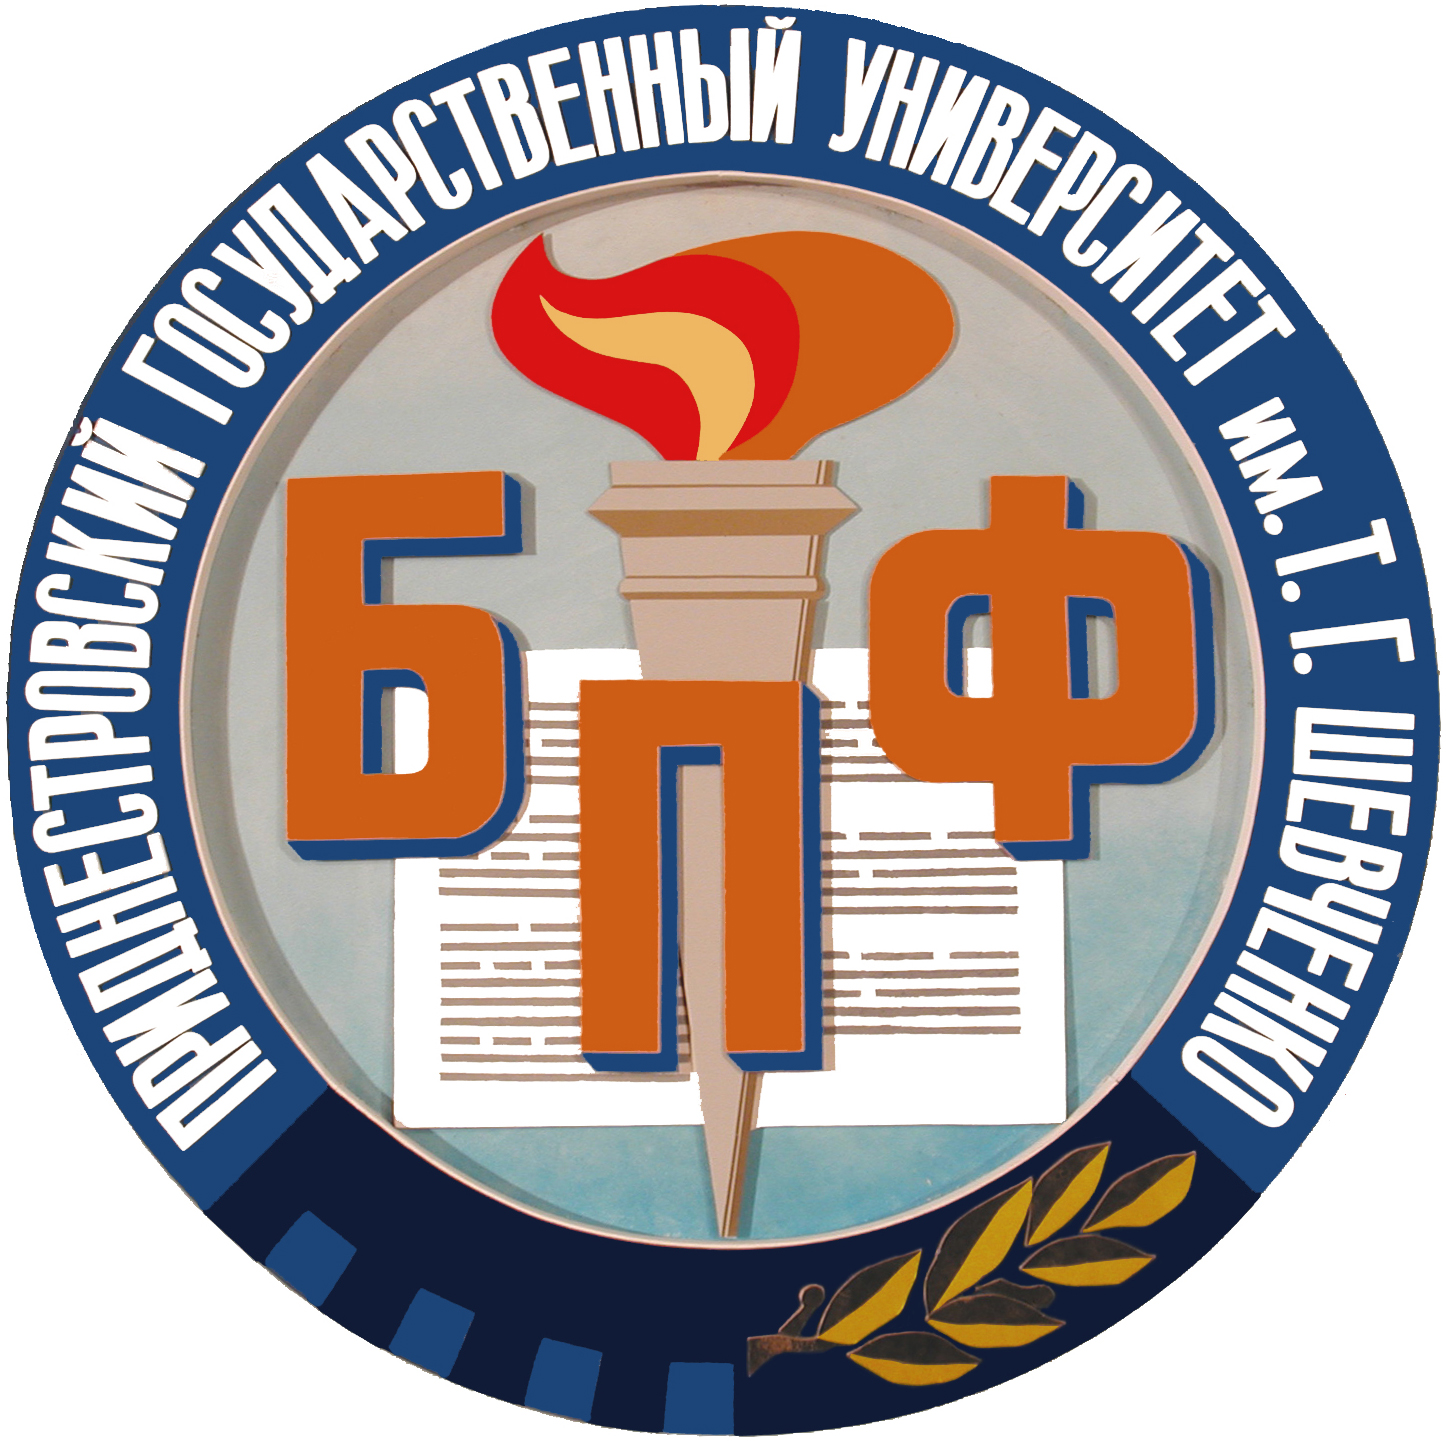 ПРИДНЕСТРОВСКИЙ ГОСУДАРСТВЕННЫЙ УНИВЕРСИТЕТ им. Т. Г. ШЕВЧЕНКО
БПФ